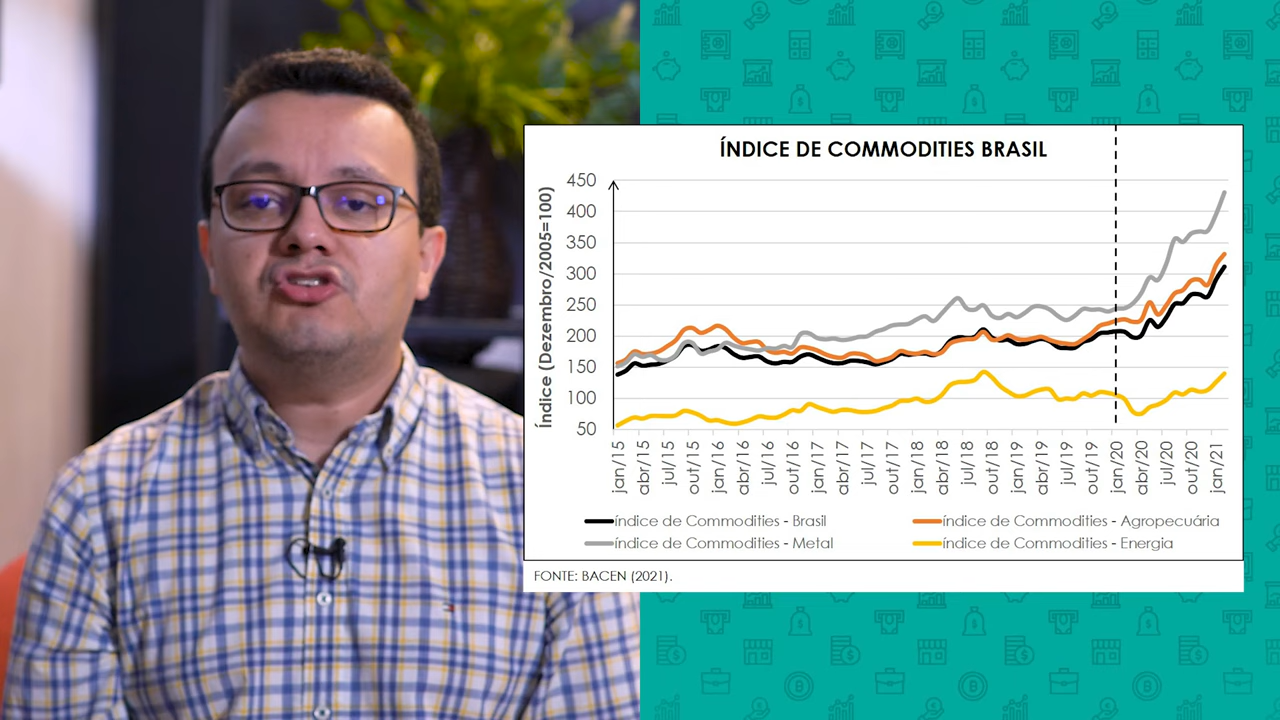 ÍNDICE DE COMMODITIES BRASIL
Índice (Dezembro/2005=100)
450
400
350
300
250
200
150
100
50
jan/15
abr/15
jul/15
out/15
jan/16
abr/16
jul/16
out/16
jan/17
abr/17
jul/17
out/17
jan/18
abr/18
jul/18
out/18
jan/19
abr/19
jul/19
out/19
jan/20
abr/20
jul/20
out/20
jan/21
índice de Commodities - Brasil
índice de Commodities - Agropecuária
índice de Commodities - Metal
índice de Commodities - Energia
FONTE: BACEN (2021).